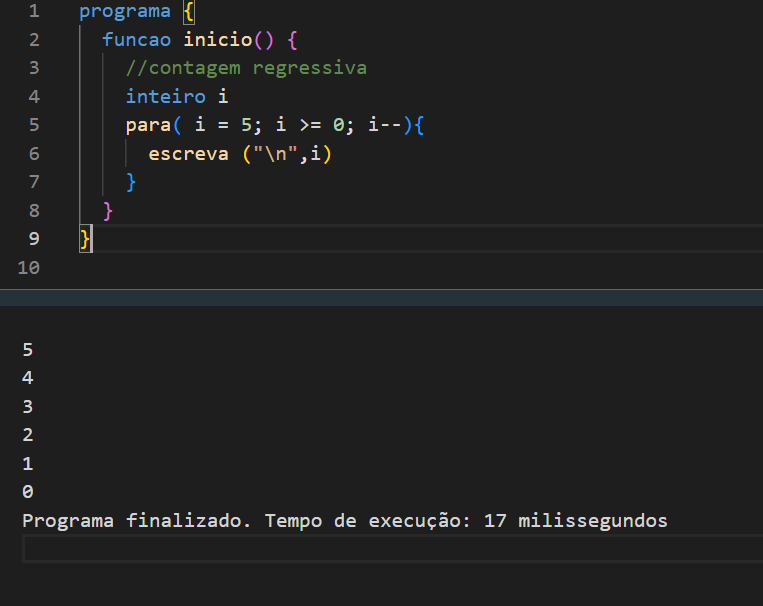 1 programa {
2 funcao inicio() {
3 //contagem regressiva
4 inteiro i
5 para( i = 5; i >= 0; i--){
6 escreva ("\n",i)
7 }
8 }
9 }
10
5
4
3
2
1
0
Programa finalizado. Tempo de execução: 17 milissegundos